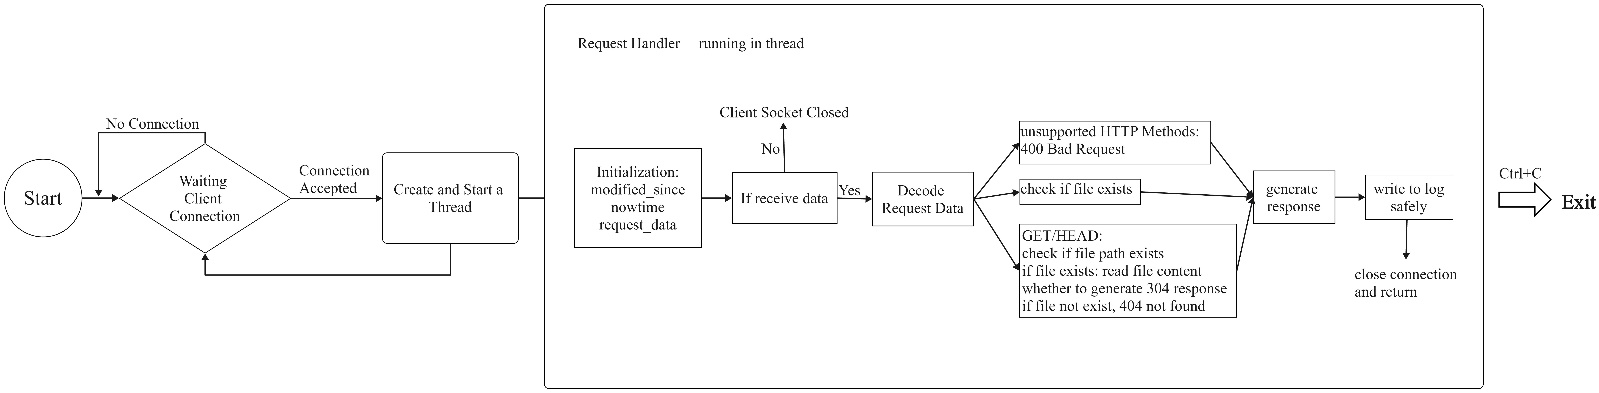 Start
No Connection
Waiting
Client
Connection
Connection
Accepted
Create and Start a
Thread
Request Handler running in thread
Initialization:
modified_since
nowtime
request_data
Client Socket Closed
No
If receive data
Yes
Decode
Request Data
unsupported HTTP Methods:
400 Bad Request
check if file exists
GET/HEAD:
check if file path exists
if file exists: read file content
whether to generate 304 response
if file not exist, 404 not found
generate
response
write to log
safely
close connection
and return
Ctrl+C
Exit